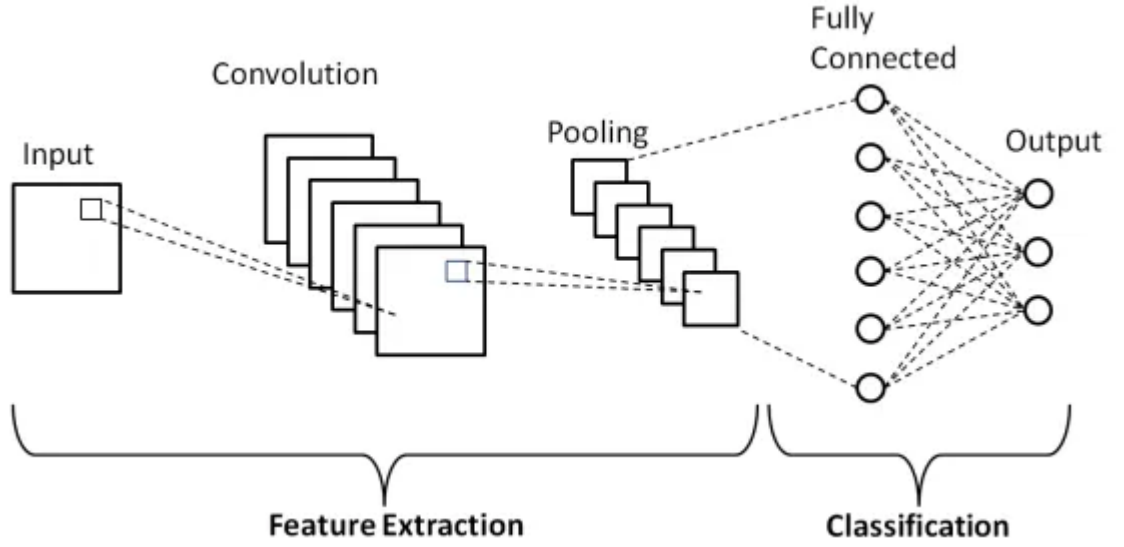 Fully
Connected
Convolution
Pooling
Output
Input
Feature Extraction
Classification